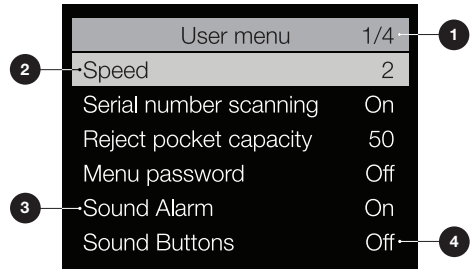 User menu 1/4 1
2 Speed 2
Serial number scanning On
Reject pocket capacity 50
Menu password Off
3 Sound Alarm On
Sound Buttons Off 4